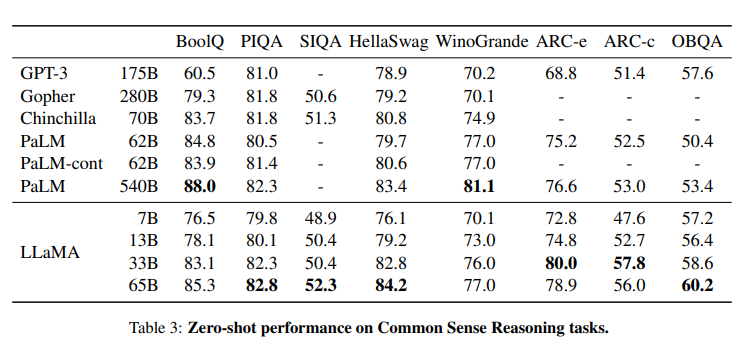 BoolQ PIQA SIQA HellaSwag WinoGrande ARC-e ARC-c OBQA
GPT-3 175B 60.5 81.0 - 78.9 70.2 68.8 51.4 57.6
Gopher 280B 79.3 81.8 50.6 79.2 70.1 - - -
Chinchilla 70B 83.7 81.8 51.3 80.8 74.9 - - -
PaLM 62B 84.8 80.5 - 79.7 77.0 75.2 52.5 50.4
PaLM-cont 62B 83.9 81.4 - 80.6 77.0 - - -
PaLM 540B 88.0 82.3 - 83.4 81.1 76.6 53.0 53.4
LLaMA
7B 76.5 79.8 48.9 76.1 70.1 72.8 47.6 57.2
13B 78.1 80.1 50.4 79.2 73.0 74.8 52.7 56.4
33B 83.1 82.3 50.4 82.8 76.0 80.0 57.8 58.6
65B 85.3 82.8 52.3 84.2 77.0 78.9 56.0 60.2
Table 3: Zero-shot performance on Common Sense Reasoning tasks.